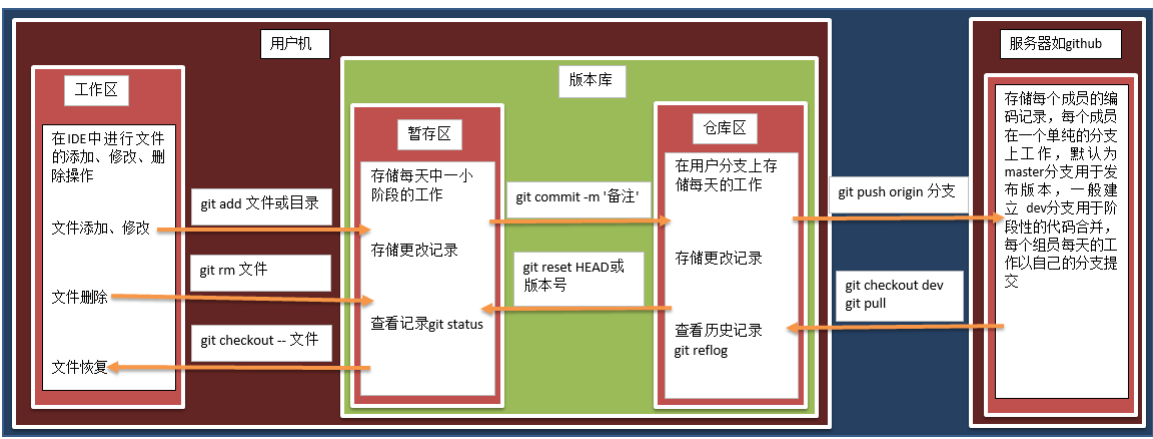 用户机
工作区
在IDE中进行文件
的添加、修改、删
除操作
文件添加、修改
文件删除
文件恢复
git add 文件或目录
git rm 文件
git checkout -- 文件
版本库
暂存区
存储每天中一小
阶段的工作
存储更改记录
查看记录git status
git commit -m '备注'
git reset HEAD或
版本号
仓库区
在用户分支上存
储每天的工作
存储更改记录
查看历史记录
git reflog
git push origin 分支
git checkout dev
git pull
服务器如github
存储每个成员的编
码记录，每个成员
在一个单纯的分支
上工作，默认为
master分支用于发
布版本，一般建
立 dev分支用于阶
段性的代码合并，
每个组员每天的工
作以自己的分支提
交